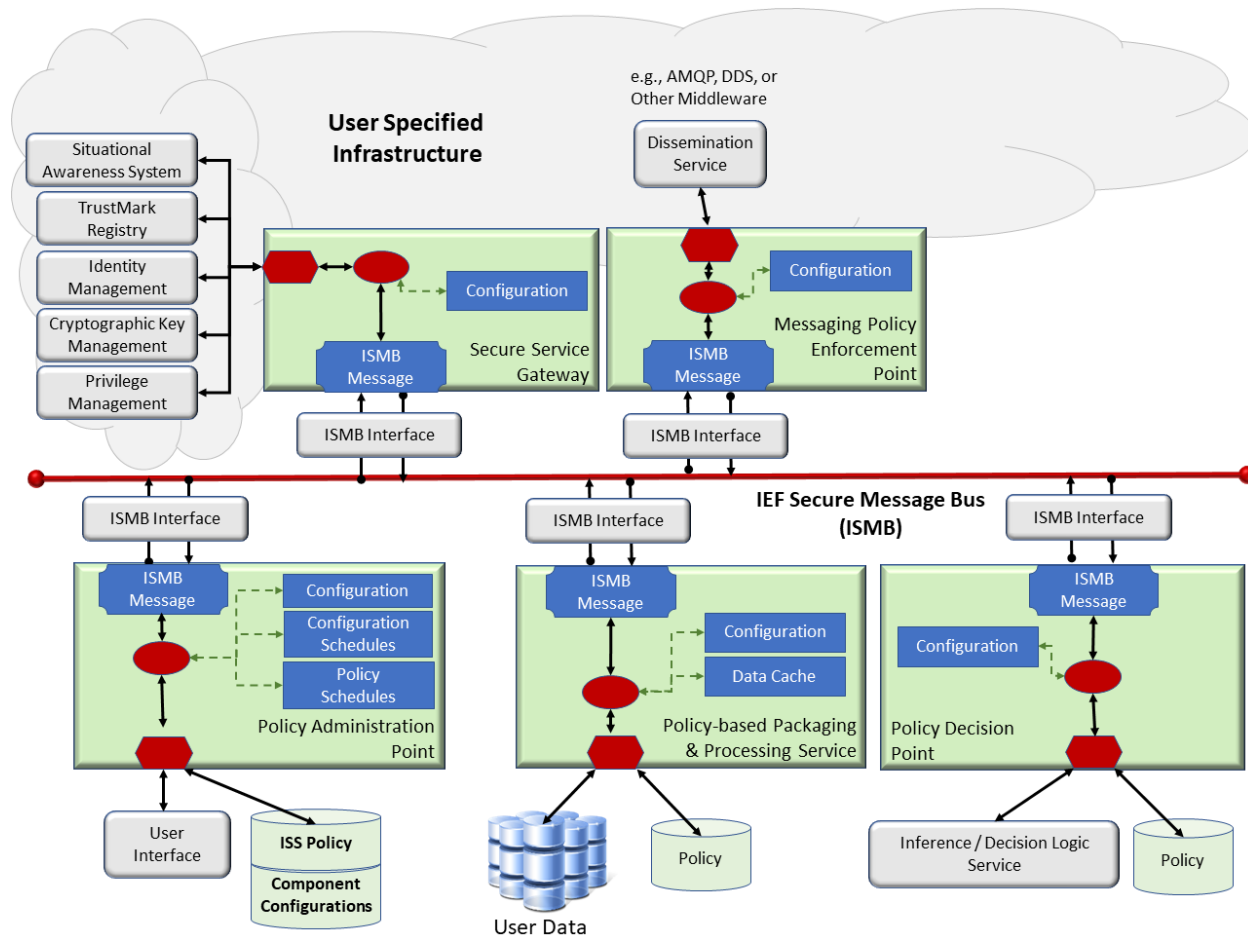 e.g., AMQP, DDS, or
Other Middleware
User Specified
Infrastructure
Dissemination
Service
Situational
Awareness System
TrustMark
Registry
Identity
Management
Cryptographic Key
Management
Privilege
Management
Configuration
ISMB
Message
Secure Service
Gateway
Configuration
Messaging Policy
Enforcement
Point
ISMB
Message
ISMB Interface
ISMB Interface
IEF Secure Message Bus
(ISMB)
ISMB Interface
ISMB Interface
ISMB Interface
ISMB
Message
Configuration
Configuration
Schedules
Policy
Schedules
Policy Administration
Point
ISMB
Message
Configuration
Data Cache
Policy-based Packaging
& Processing Service
ISMB
Message
Configuration
Policy Decision
Point
User
Interface
ISS Policy
Component
Configurations
User Data
Policy
Inference / Decision Logic
Service
Policy